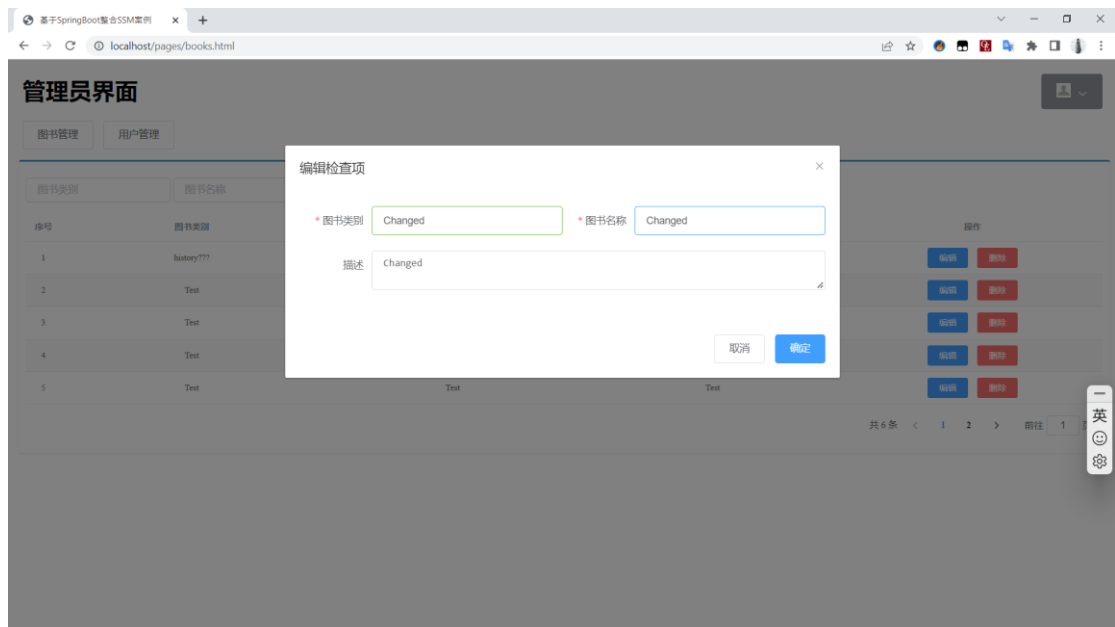 基于SpringBoot整合SSM案例
localhost/pages/books.html
管理员界面
图书管理 用户管理
编辑检查项
图书类别 图书名称
* 图书类别 Changed * 图书名称 Changed
序号 图书类别 操作
1 history??? 编辑 删除
描述 Changed
2 Test 编辑 删除
3 Test 编辑 删除
4 Test 编辑 删除
取消 确定
5 Test Test Test 编辑 删除
共 6 条 1 2 前往 1
英